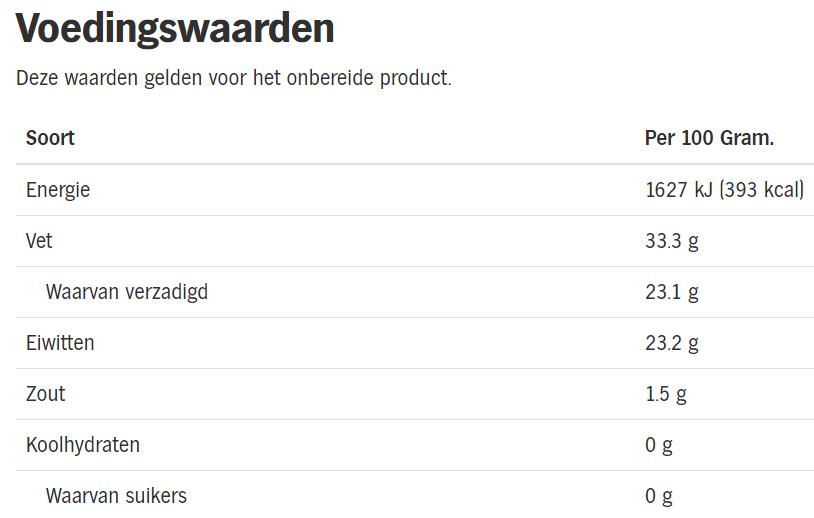 Voedingswaarden
Deze waarden gelden voor het onbereide product.
Soort Per 100 Gram.
Energie 1627 kJ (393 kcal)
Vet 33.3 g
Waarvan verzadigd 23.1 g
Eiwitten 23.2 g
Zout 1.5 g
Koolhydraten 0 g
Waarvan suikers 0 g